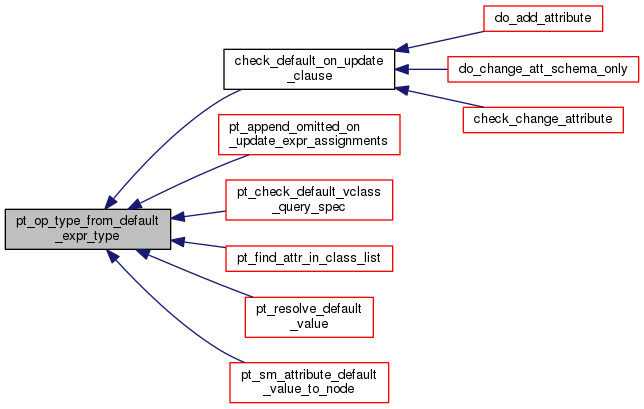 do_add_attribute
check_default_on_update
_clause
do_change_att_schema_only
check_change_attribute
pt_append_omitted_on
_update_expr_assignments
pt_check_default_vclass
_query_spec
pt_op_type_from_default
_expr_type
pt_find_attr_in_class_list
pt_resolve_default
_value
pt_sm_attribute_default
_value_to_node